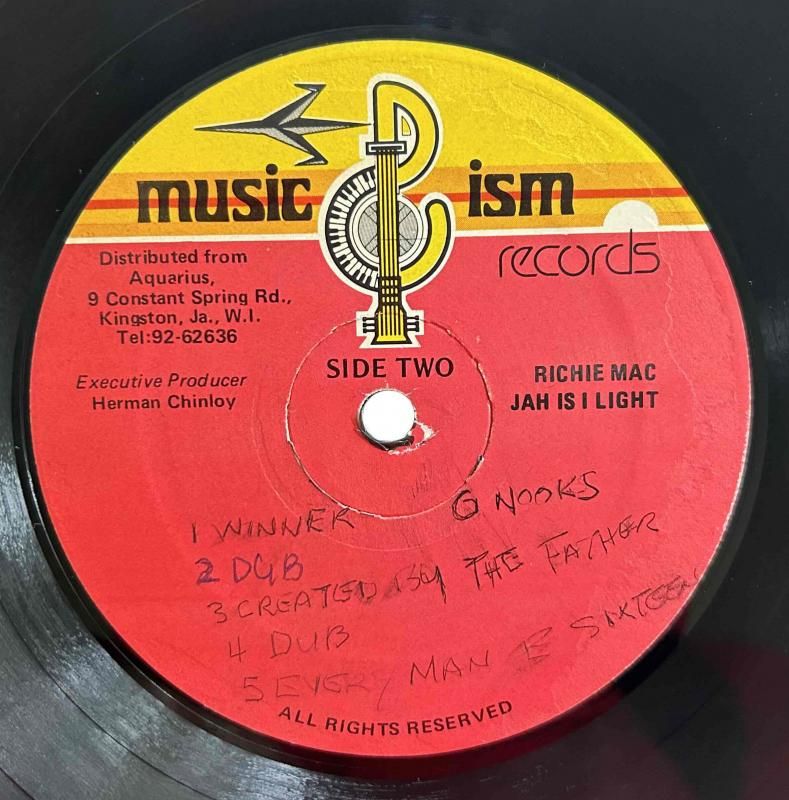 music ism
records
Distributed from
Aquarius,
9 Constant Spring Rd.,
Kingston, Ja., W.I.
Tel:92-62636
Executive Producer
Herman Chinloy
SIDE TWO
RICHIE MAC
JAH IS I LIGHT
1 WINNER G NOOKS
2 DUB
3 CREATED BY THE FATHER
4 DUB
5 EVERY MAN B SIXTEEN
ALL RIGHTS RESERVED